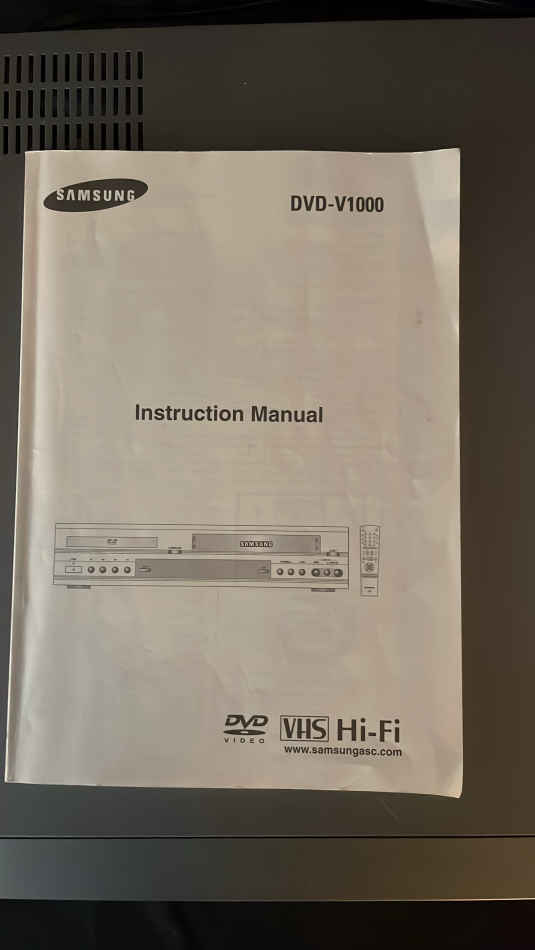 SAMSUNG
DVD-V1000
Instruction Manual
SAMSUNG
DVD
VIDEO
VHS Hi-Fi
www.samsungasc.com